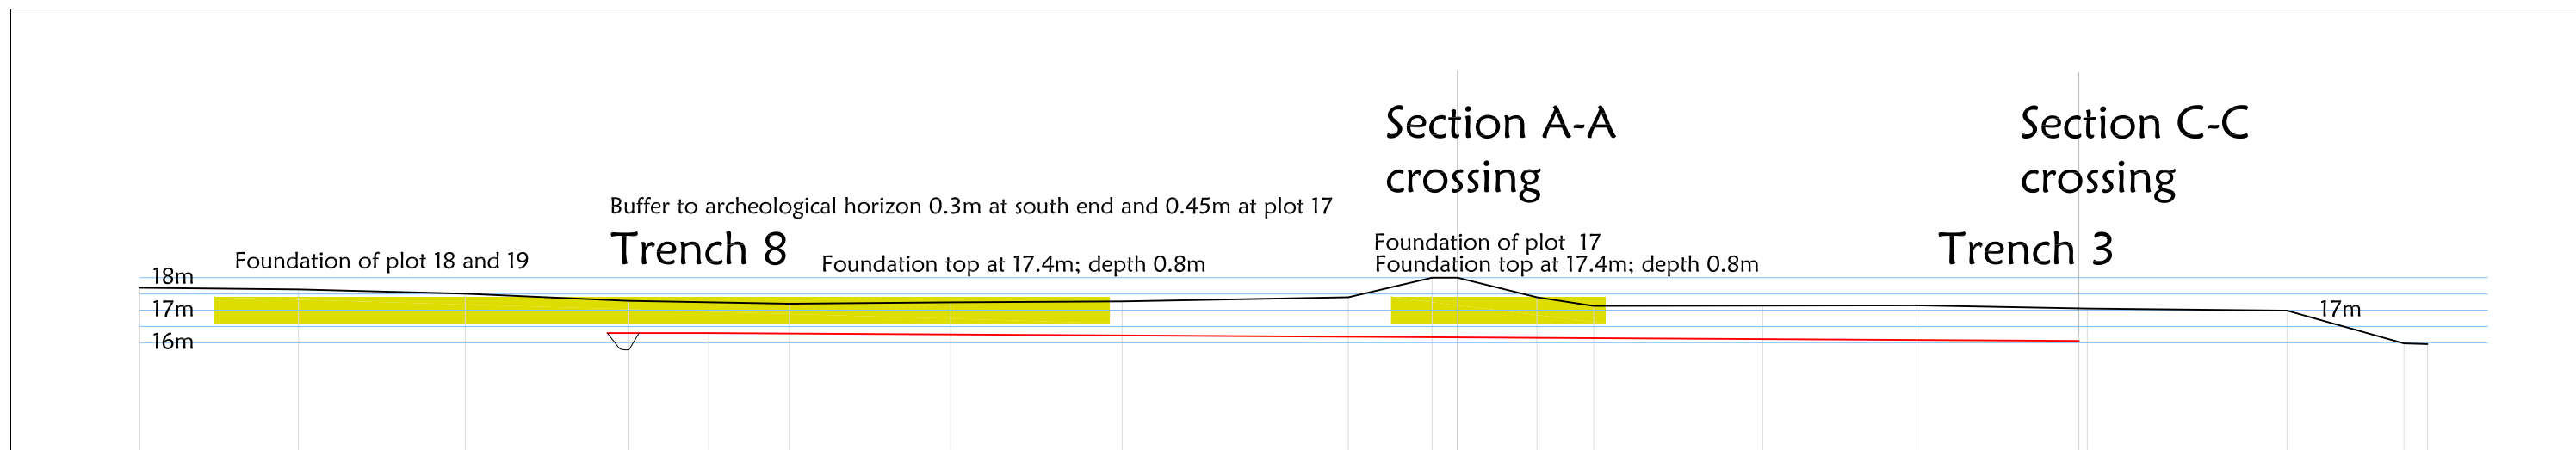 Section A-A
crossing
Section C-C
crossing
Buffer to archeological horizon 0.3m at south end and 0.45m at plot 17
Foundation of plot 18 and 19
Trench 8
Foundation top at 17.4m; depth 0.8m
Foundation of plot 17
Foundation top at 17.4m; depth 0.8m
Trench 3
18m
17m
17m
16m